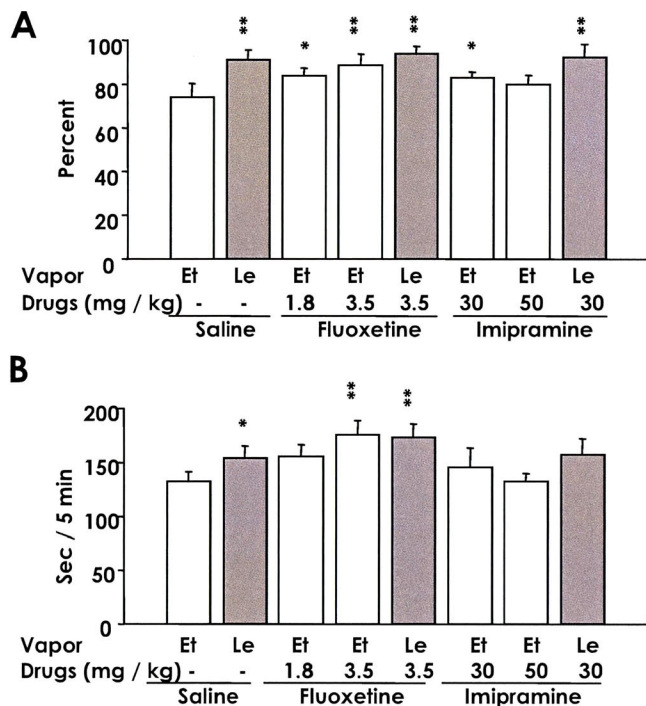 A
** ** ** **
* *
100
80
60
40
20
0
Percent
Vapor Et Le Et Et Le Et Et Le
Drugs (mg / kg) - - 1.8 3.5 3.5 30 50 30
Saline Fluoxetine Imipramine
B
** **
*
200
150
100
50
0
Sec / 5 min
Vapor Et Le Et Et Le Et Et Le
Drugs (mg / kg) - - 1.8 3.5 3.5 30 50 30
Saline Fluoxetine Imipramine